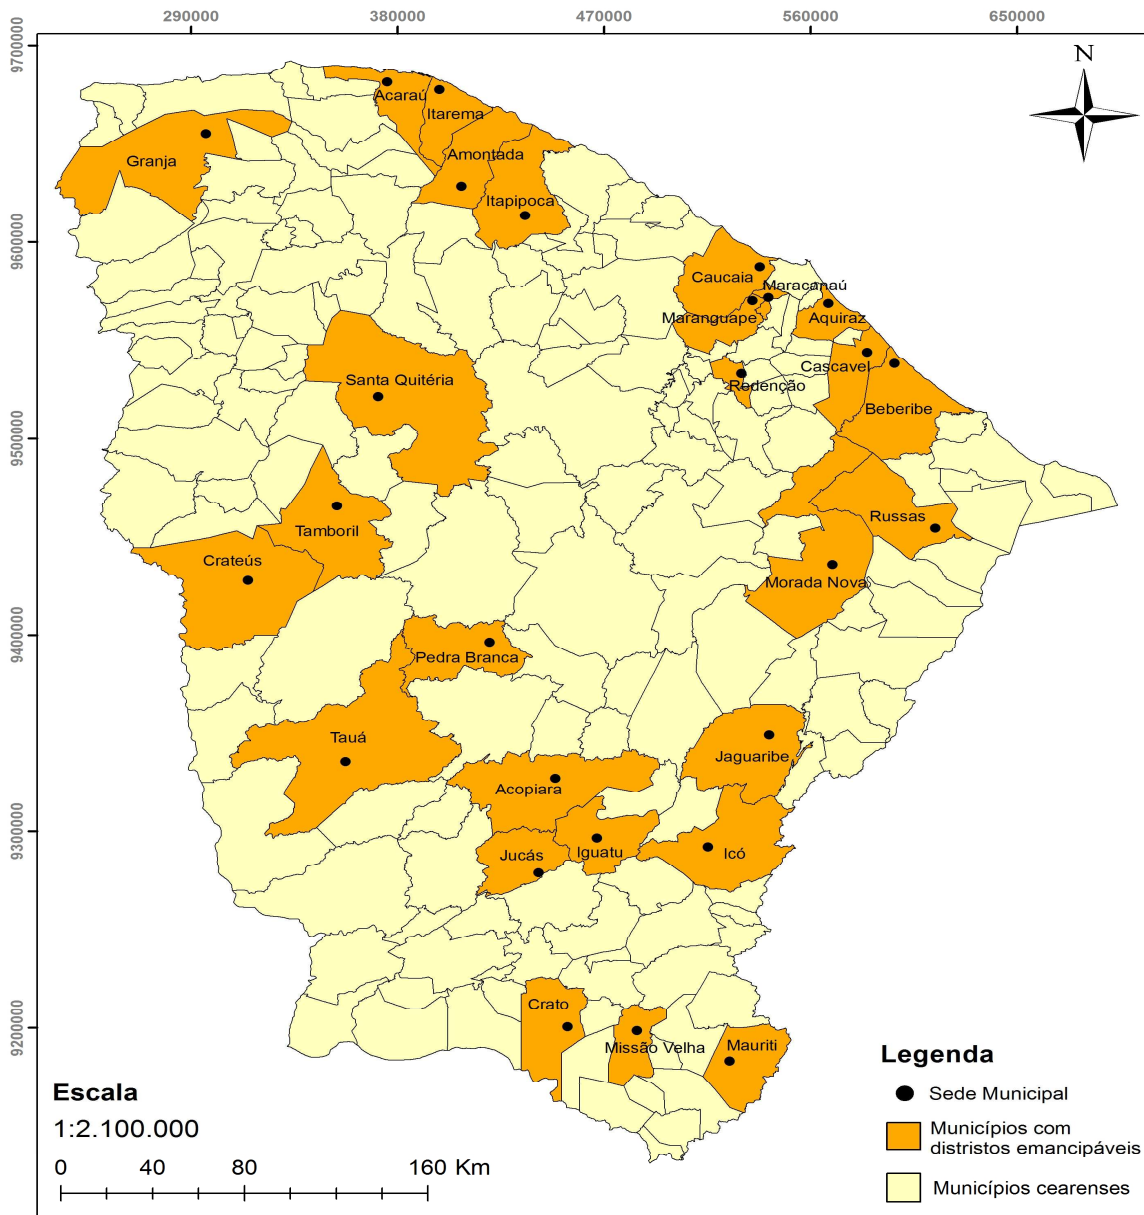 290000 380000 470000 560000 650000
9700000
9600000
9500000
9400000
9300000
9200000
N
Acaraú
Itarema
Granja
Amontada
Itapipoca
Caucaia
Maracanaú
Maranguape
Aquiraz
Cascavel
Santa Quitéria
Redenção
Beberibe
Russas
Tamboril
Crateús
Morada Nova
Pedra Branca
Tauá
Jaguaribe
Acopiara
Jucás
Iguatu
Icó
Crato
Missão Velha
Mauriti
Escala
1:2.100.000
0 40 80 160 Km
Legenda
Sede Municipal
Municípios com
distristos emancipáveis
Municípios cearenses